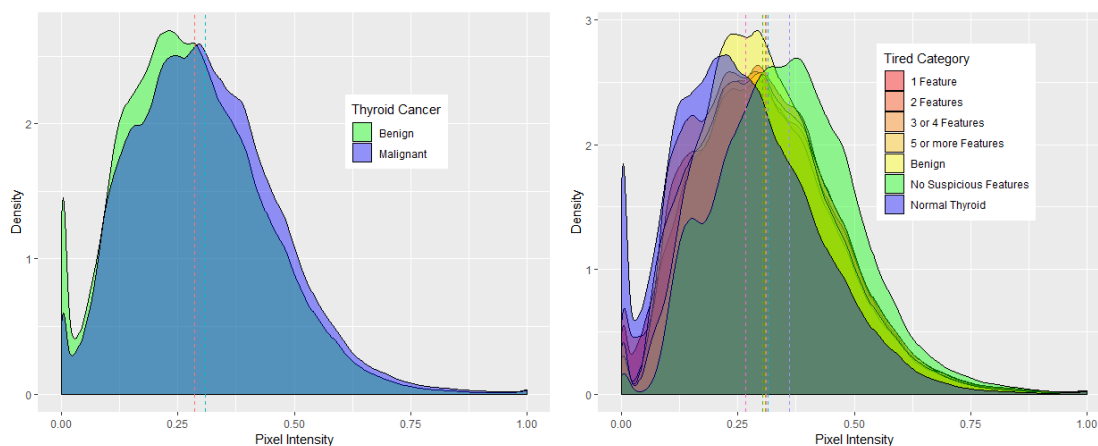 Density
2
1
0
0.00
0.25
0.50
0.75
1.00
Pixel Intensity
Thyroid Cancer
Benign
Malignant
Density
3
2
1
0
0.00
0.25
0.50
0.75
1.00
Pixel Intensity
Tired Category
1 Feature
2 Features
3 or 4 Features
5 or more Features
Benign
No Suspicious Features
Normal Thyroid